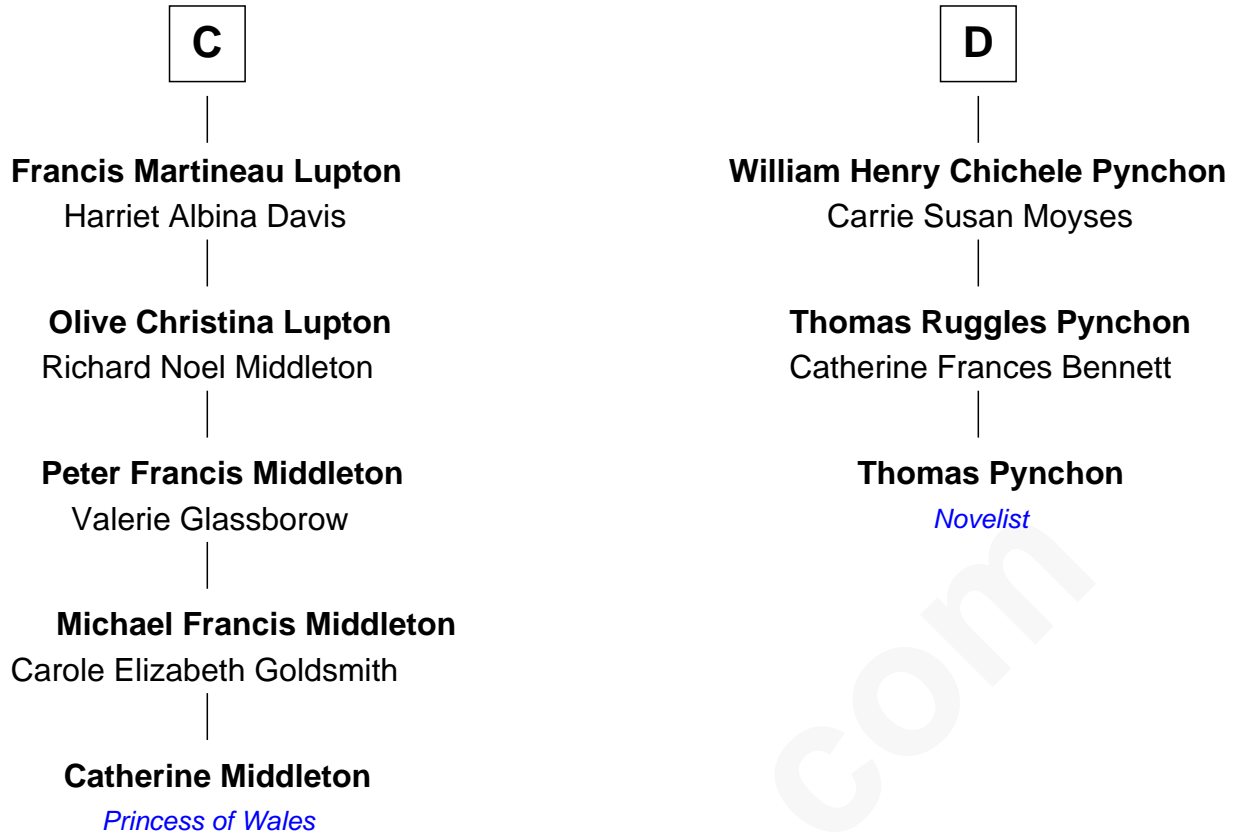 C
Francis Martineau Lupton
Harriet Albina Davis
Olive Christina Lupton
Richard Noel Middleton
Peter Francis Middleton
Valerie Glassborow
Michael Francis Middleton
Carole Elizabeth Goldsmith
Catherine Middleton
Princess of Wales
D
William Henry Chichele Pynchon
Carrie Susan Moyses
Thomas Ruggles Pynchon
Catherine Frances Bennett
Thomas Pynchon
Novelist
com